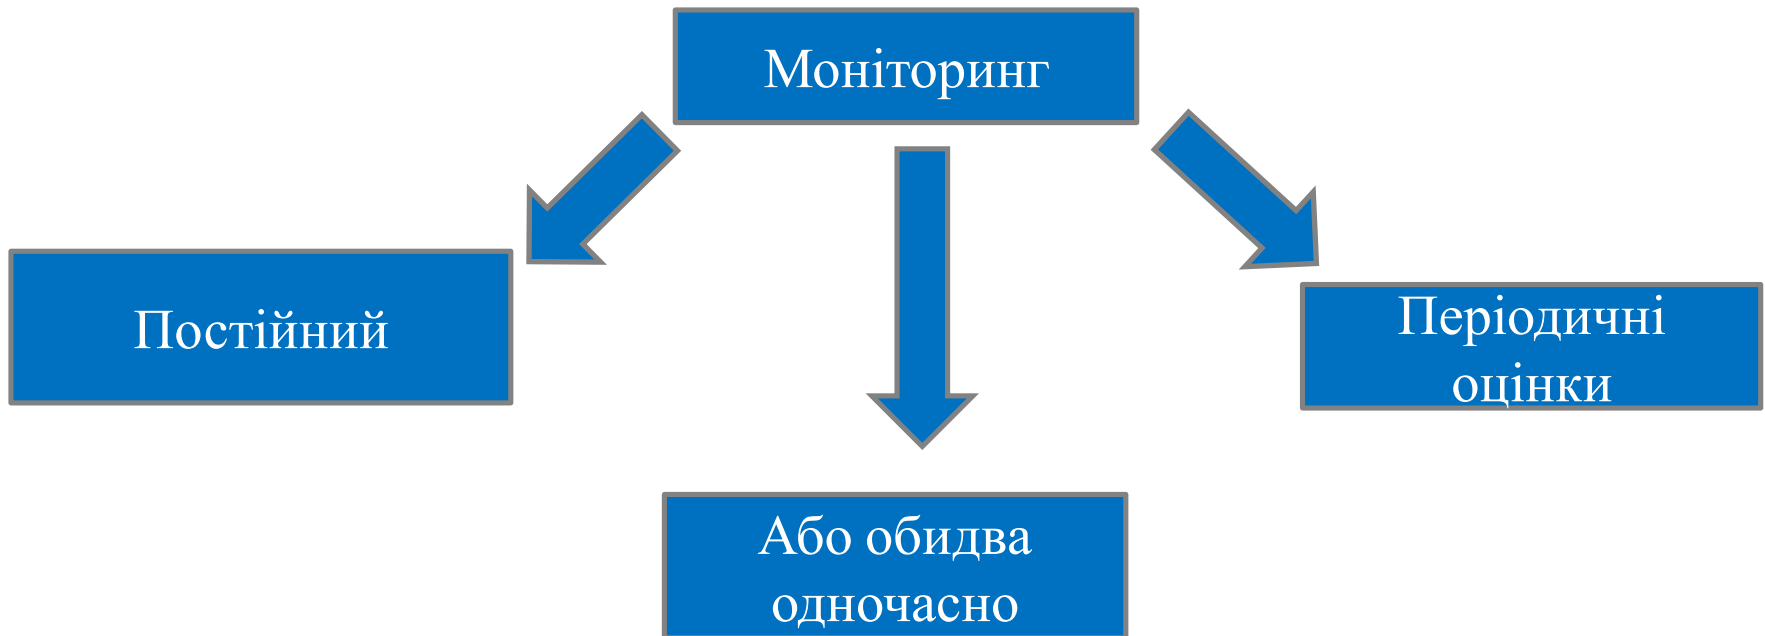 Моніторинг
Постійний
Періодичні
оцінки
Або обидва
одночасно